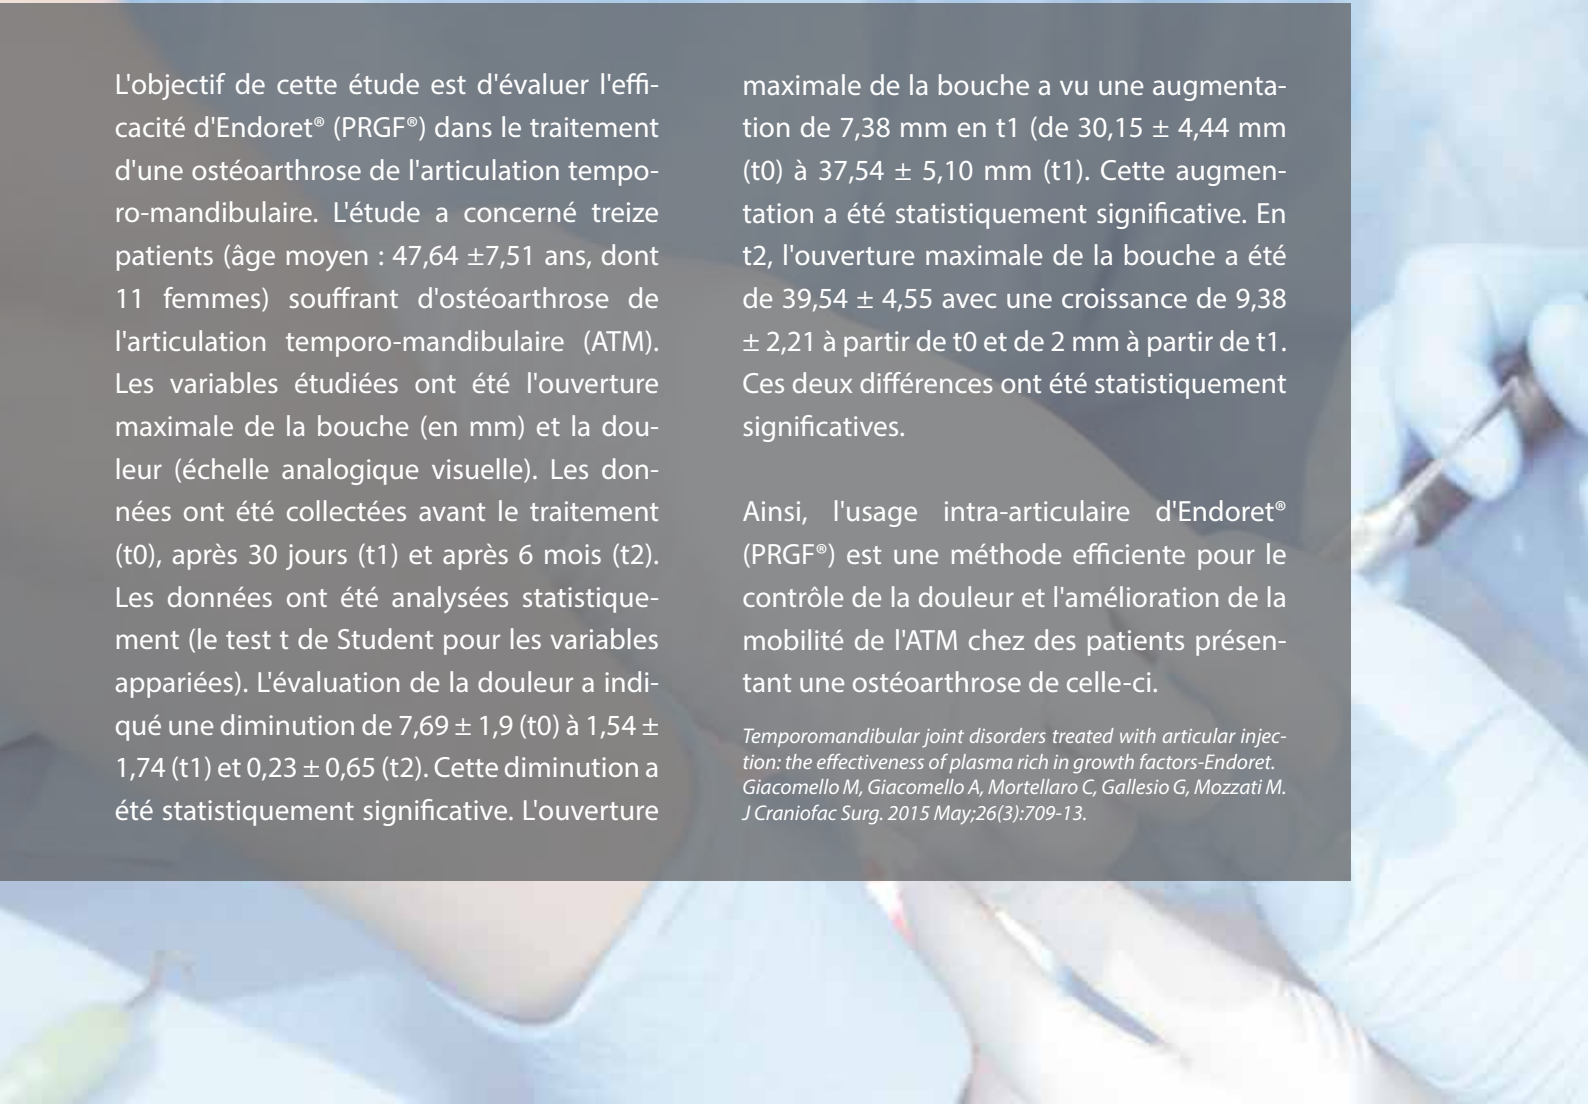 L'objectif de cette étude est d'évaluer l'effi-
cacité d'Endoret® (PRGF®) dans le traitement
d'une ostéoarthrose de l'articulation tempo-
ro-mandibulaire. L'étude a concerné treize
patients (âge moyen : 47,64 ±7,51 ans, dont
11 femmes) souffrant d'ostéoarthrose de
l'articulation temporo-mandibulaire (ATM).
Les variables étudiées ont été l'ouverture
maximale de la bouche (en mm) et la dou-
leur (échelle analogique visuelle). Les don-
nées ont été collectées avant le traitement
(t0), après 30 jours (t1) et après 6 mois (t2).
Les données ont été analysées statistique-
ment (le test t de Student pour les variables
appariées). L'évaluation de la douleur a indi-
qué une diminution de 7,69 ± 1,9 (t0) à 1,54 ±
1,74 (t1) et 0,23 ± 0,65 (t2). Cette diminution a
été statistiquement significative. L'ouverture
maximale de la bouche a vu une augmenta-
tion de 7,38 mm en t1 (de 30,15 ± 4,44 mm
(t0) à 37,54 ± 5,10 mm (t1). Cette augmen-
tation a été statistiquement significative. En
t2, l'ouverture maximale de la bouche a été
de 39,54 ± 4,55 avec une croissance de 9,38
± 2,21 à partir de t0 et de 2 mm à partir de t1.
Ces deux différences ont été statistiquement
significatives.
Ainsi, l'usage intra-articulaire d'Endoret®
(PRGF®) est une méthode efficiente pour le
contrôle de la douleur et l'amélioration de la
mobilité de l'ATM chez des patients présen-
tant une ostéoarthrose de celle-ci.
Temporomandibular joint disorders treated with articular injec-
tion: the effectiveness of plasma rich in growth factors-Endoret.
Giacomello M, Giacomello A, Mortellaro C, Gallesio G, Mozzati M.
J Craniofac Surg. 2015 May;26(3):709-13.